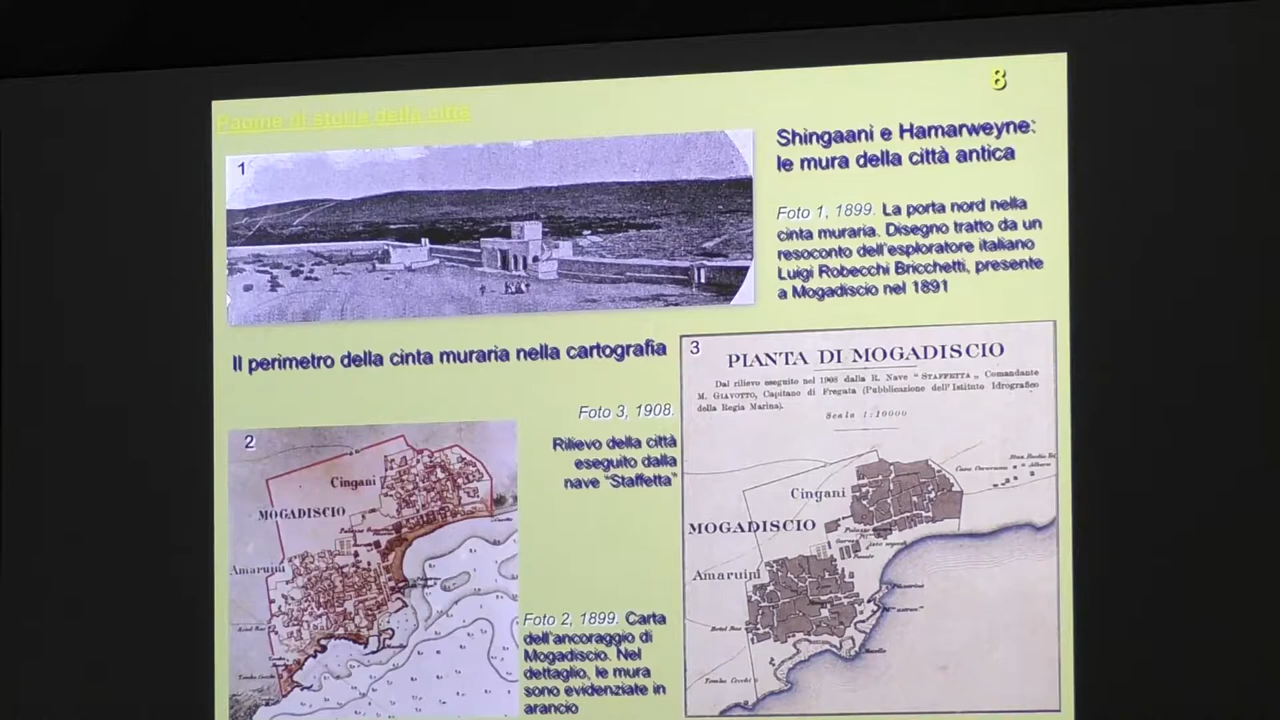 8
Pagine di storia della città
1
Shingaani e Hamarweyne:
le mura della città antica
Foto 1, 1899. La porta nord nella
cinta muraria. Disegno tratto da un
resoconto dell'esploratore italiano
Luigi Robecchi Bricchetti, presente
a Mogadiscio nel 1891
Il perimetro della cinta muraria nella cartografia
Foto 3, 1908.
Rilievo della città
eseguito dalla
nave "Staffetta"
2
Cingani
MOGADISCIO
Amaruini
Foto 2, 1899. Carta
dell'ancoraggio di
Mogadiscio. Nel
dettaglio, le mura
sono evidenziate in
arancio
3
PIANTA DI MOGADISCIO
Dal rilievo eseguito nel 1908 dalla R. Nave "STAFFETTA„ Comandante
M. GIAVOTTO, Capitano di Fregata (Pubblicazione dell'Istituto Idrografico
della Regia Marina).
Scala 1:10000
Cingani
MOGADISCIO
Amaruini